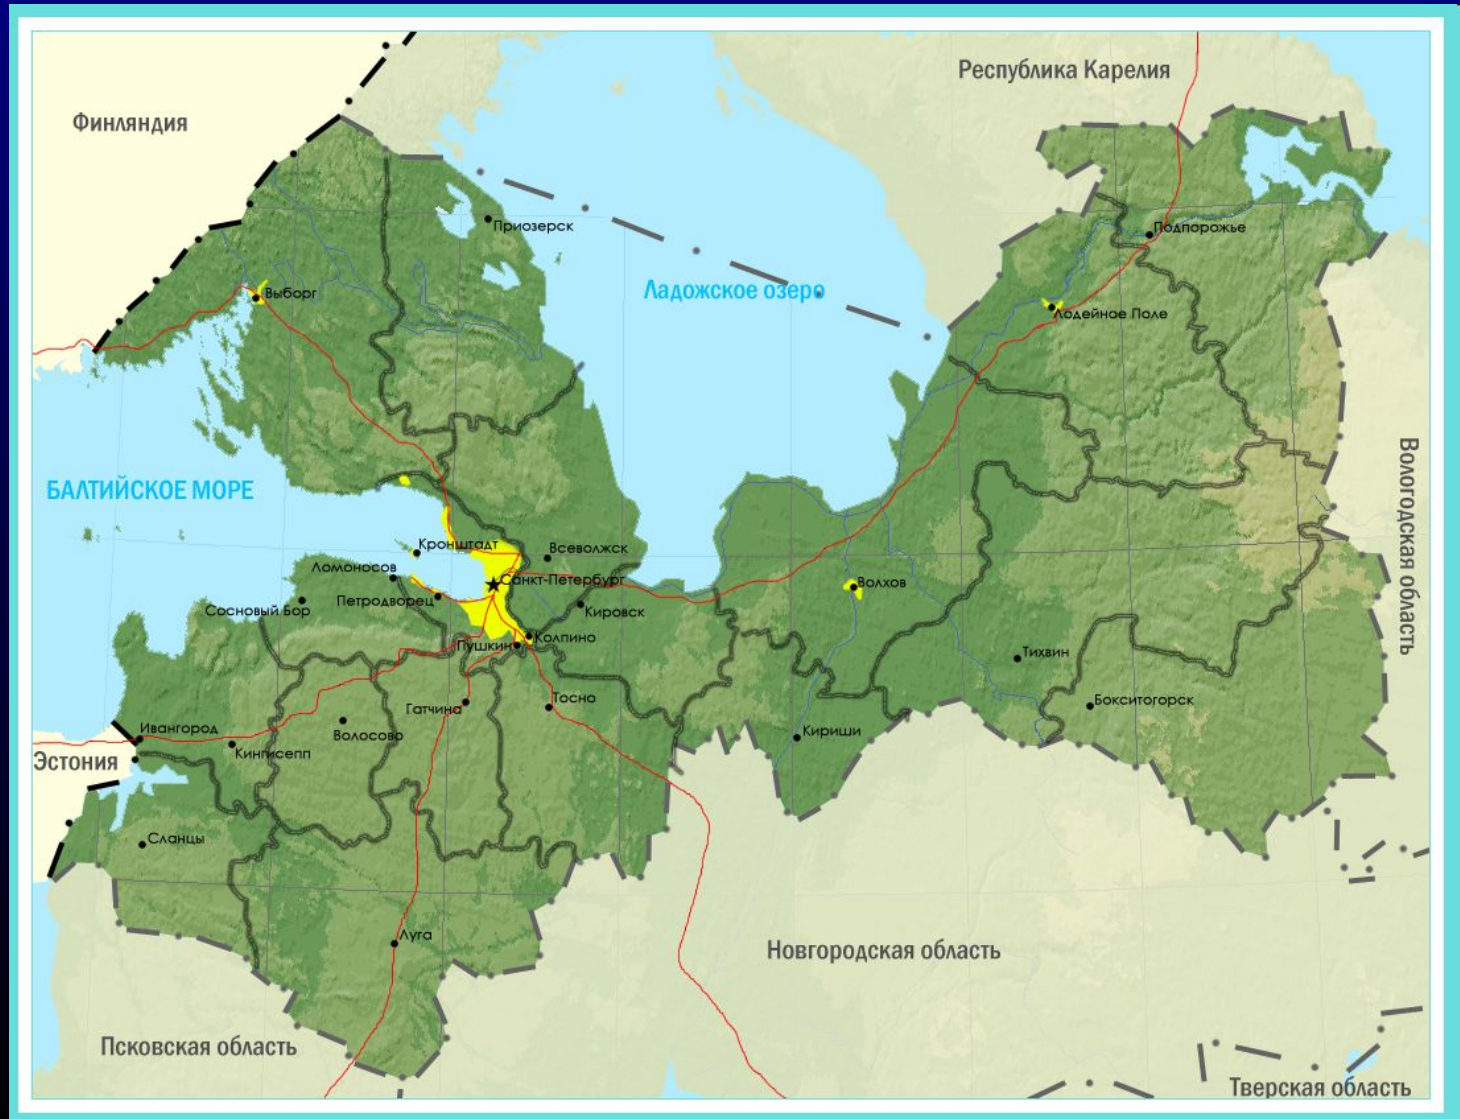 Республика Карелия
Финляндия
Приозерск
Подпорожье
Ладожское озеро
Выборг
Лодейное Поле
БАЛТИЙСКОЕ МОРЕ
Вологодская область
Кронштадт
Всеволжск
Ломоносов
Санкт-Петербург
Волхов
Петродворец
Сосновый Бор
Кировск
Колпино
Пушкин
Тихвин
Тосно
Бокситогорск
Гатчина
Ивангород
Волосово
Кириши
Кингисепп
Эстония
Сланцы
Луга
Новгородская область
Псковская область
Тверская область